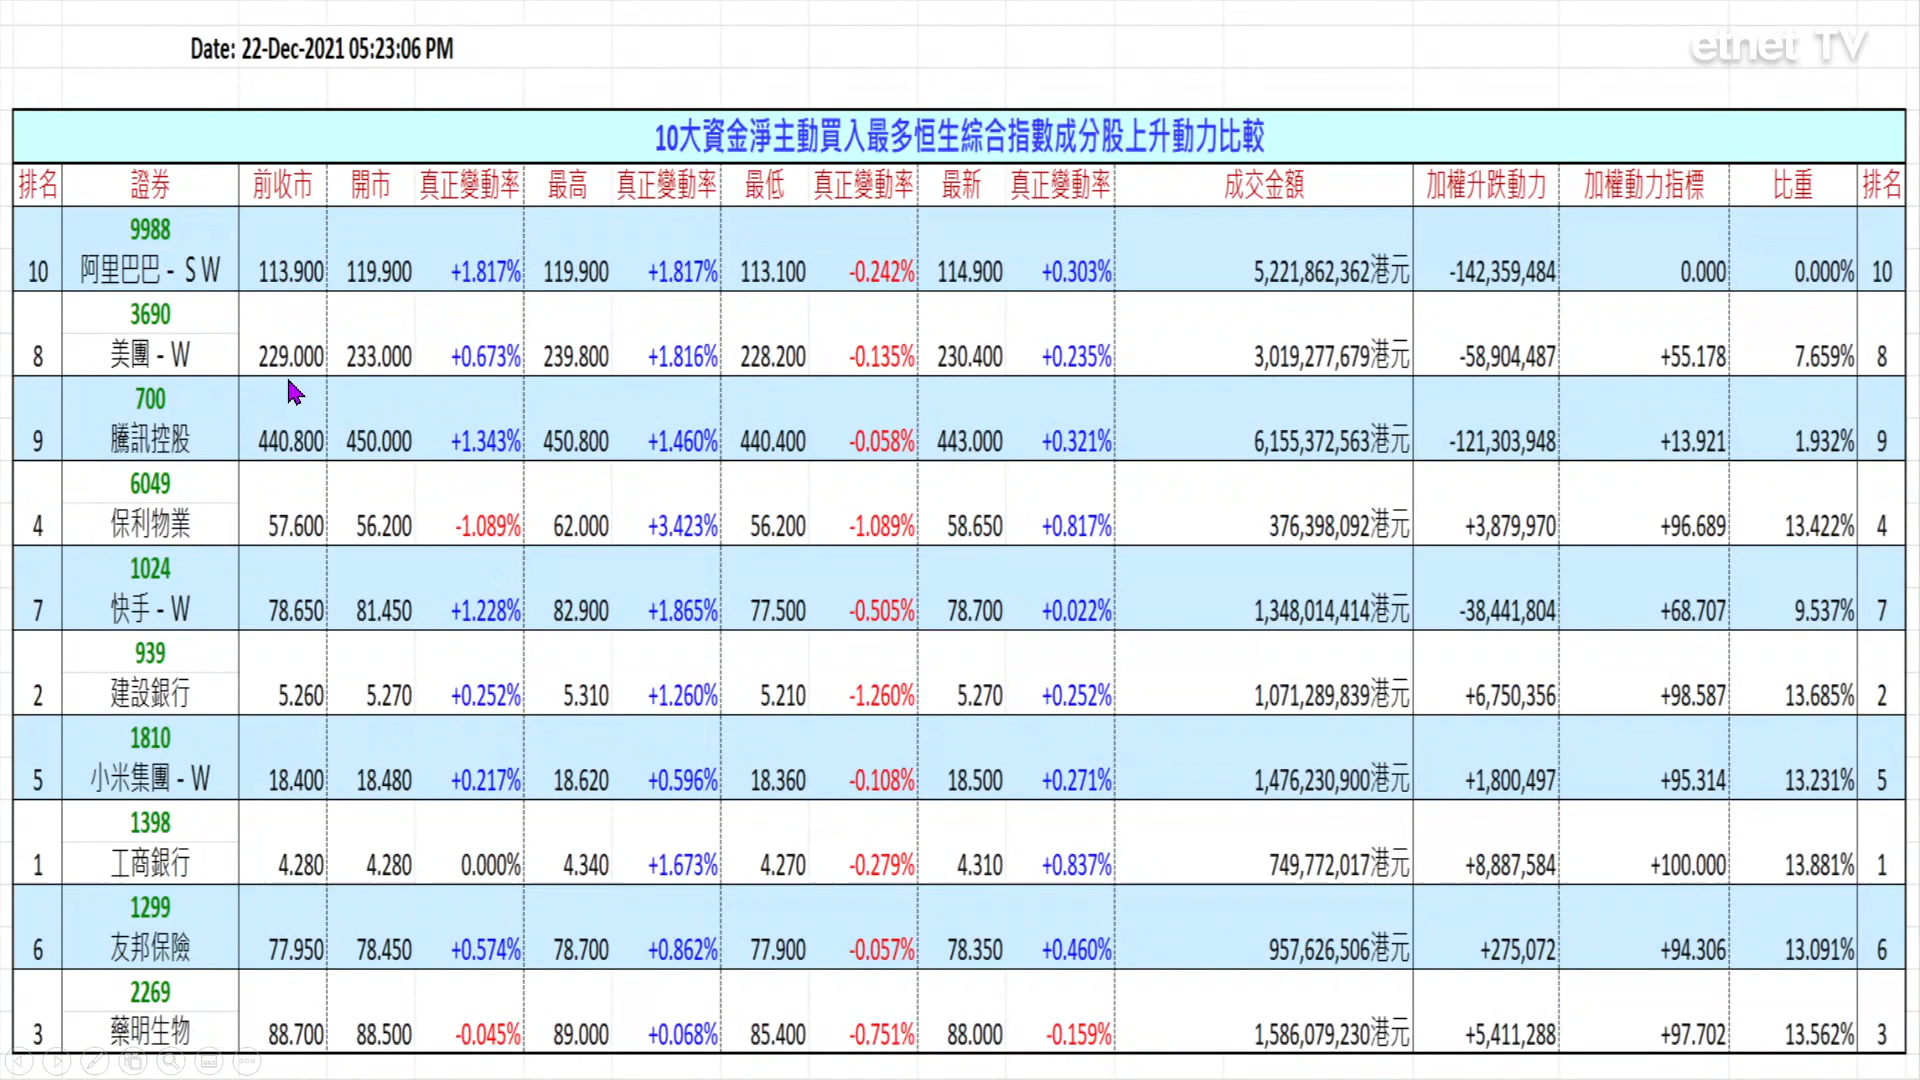 etnet TV
Date: 22-Dec-2021 05:23:06 PM
10大資金淨主動買入最多恒生綜合指數成分股上升動力比較
排名 證券 前收市 開市 真正變動率 最高 真正變動率 最低 真正變動率 最新 真正變動率 成交金額 加權升跌動力 加權動力指標 比重 排名
9988
10 阿里巴巴 - S W 113.900 119.900 +1.817% 119.900 +1.817% 113.100 -0.242% 114.900 +0.303% 5,221,862,362港元 -142,359,484 0.000 0.000% 10
3690
8 美團 - W 229.000 233.000 +0.673% 239.800 +1.816% 228.200 -0.135% 230.400 +0.235% 3,019,277,679港元 -58,904,487 +55.178 7.659% 8
700
9 騰訊控股 440.800 450.000 +1.343% 450.800 +1.460% 440.400 -0.058% 443.000 +0.321% 6,155,372,563港元 -121,303,948 +13.921 1.932% 9
6049
4 保利物業 57.600 56.200 -1.089% 62.000 +3.423% 56.200 -1.089% 58.650 +0.817% 376,398,092港元 +3,879,970 +96.689 13.422% 4
1024
7 快手 - W 78.650 81.450 +1.228% 82.900 +1.865% 77.500 -0.505% 78.700 +0.022% 1,348,014,414港元 -38,441,804 +68.707 9.537% 7
939
2 建設銀行 5.260 5.270 +0.252% 5.310 +1.260% 5.210 -1.260% 5.270 +0.252% 1,071,289,839港元 +6,750,356 +98.587 13.685% 2
1810
5 小米集團 - W 18.400 18.480 +0.217% 18.620 +0.596% 18.360 -0.108% 18.500 +0.271% 1,476,230,900港元 +1,800,497 +95.314 13.231% 5
1398
1 工商銀行 4.280 4.280 0.000% 4.340 +1.673% 4.270 -0.279% 4.310 +0.837% 749,772,017港元 +8,887,584 +100.000 13.881% 1
1299
6 友邦保險 77.950 78.450 +0.574% 78.700 +0.862% 77.900 -0.057% 78.350 +0.460% 957,626,506港元 +275,072 +94.306 13.091% 6
2269
3 藥明生物 88.700 88.500 -0.045% 89.000 +0.068% 85.400 -0.751% 88.000 -0.159% 1,586,079,230港元 +5,411,288 +97.702 13.562% 3